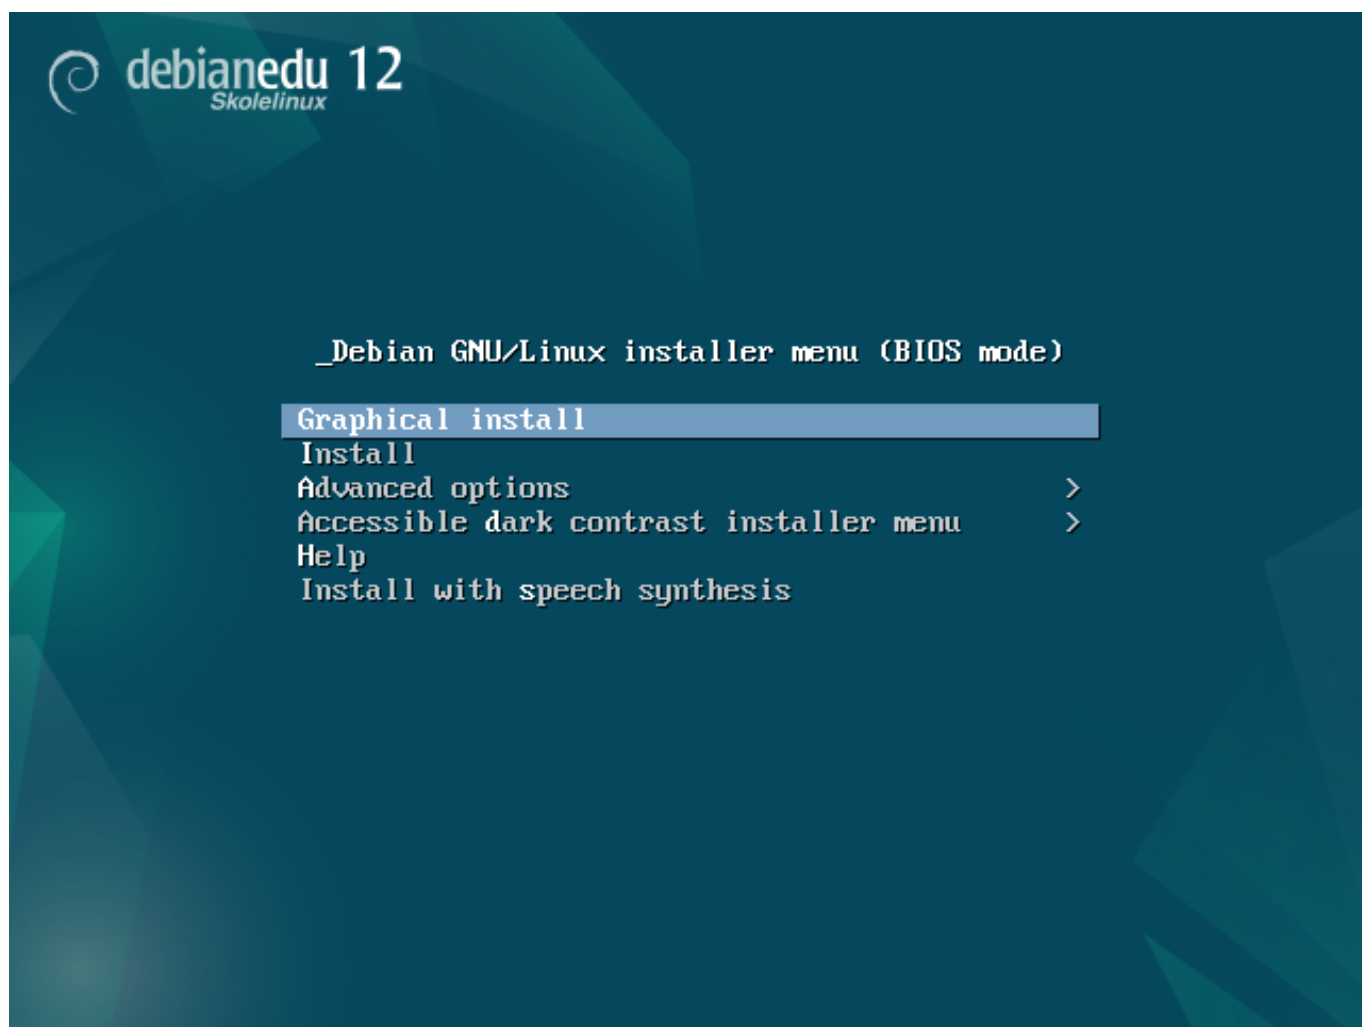 debianedu 12
Skolelinux
_Debian GNU/Linux installer menu (BIOS mode)
Graphical install
Install
Advanced options >
Accessible dark contrast installer menu >
Help
Install with speech synthesis